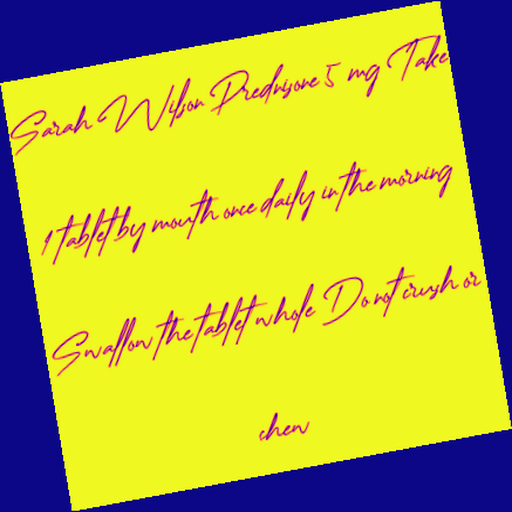 Sarah Wilson Prednisone 5 mg Take
1 tablet by mouth once daily in the morning
Swallow the tablet whole Do not crush or
chew